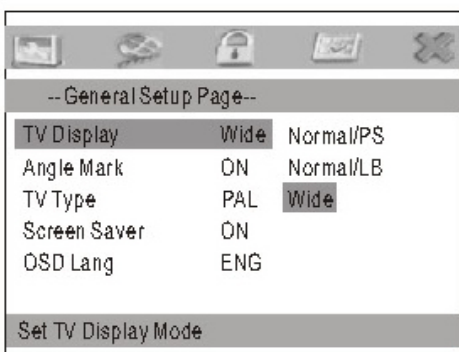 -- General Setup Page--
TV Display Wide Normal/PS
Angle Mark ON Normal/LB
TV Type PAL Wide
Screen Saver ON
OSD Lang ENG
Set TV Display Mode